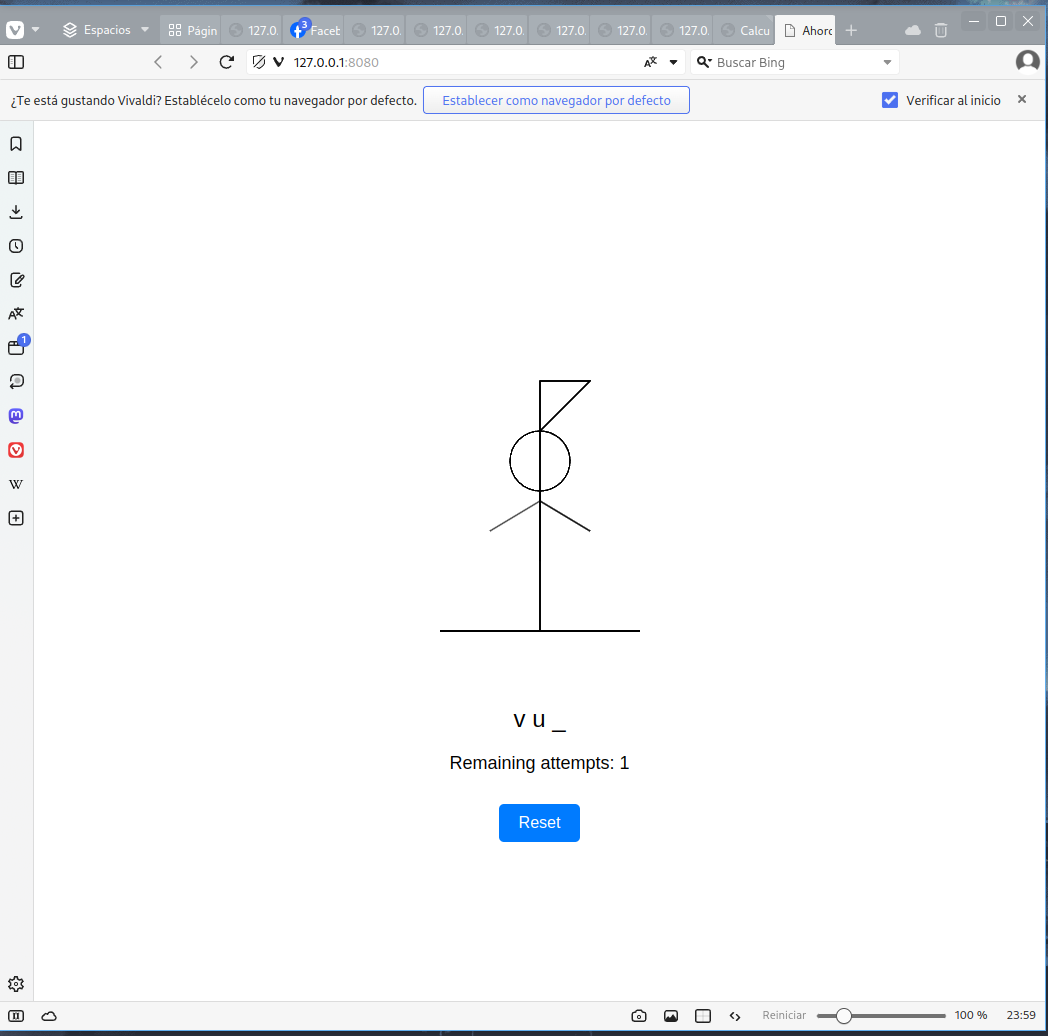 Espacios
Págin
127.0.
3
Faceb
127.0.
127.0.
127.0.
127.0.
127.0.
127.0.
Calcu
Ahorc
127.0.0.1:8080
Buscar Bing
¿Te está gustando Vivaldi? Establécelo como tu navegador por defecto.
Establecer como navegador por defecto
Verificar al inicio
1
m
W
v u _
Remaining attempts: 1
Reset
Reiniciar
100 %
23:59